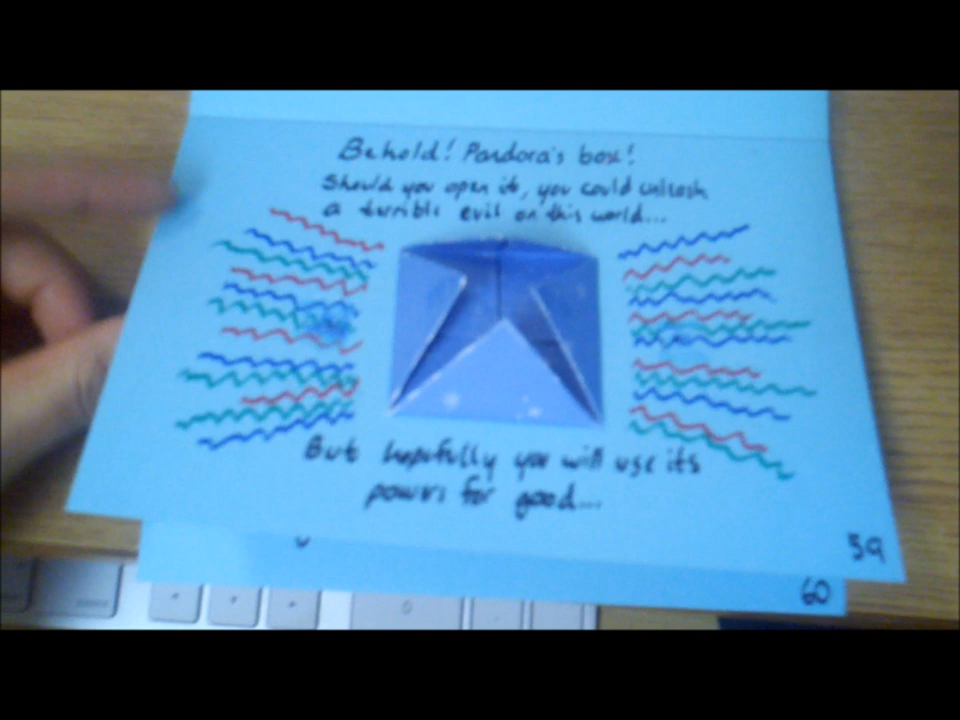 Behold! Pandora's box!
Should you open it, you could unleash
a terrible evil on this world...
But hopefully you will use its
powers for good...
59
60